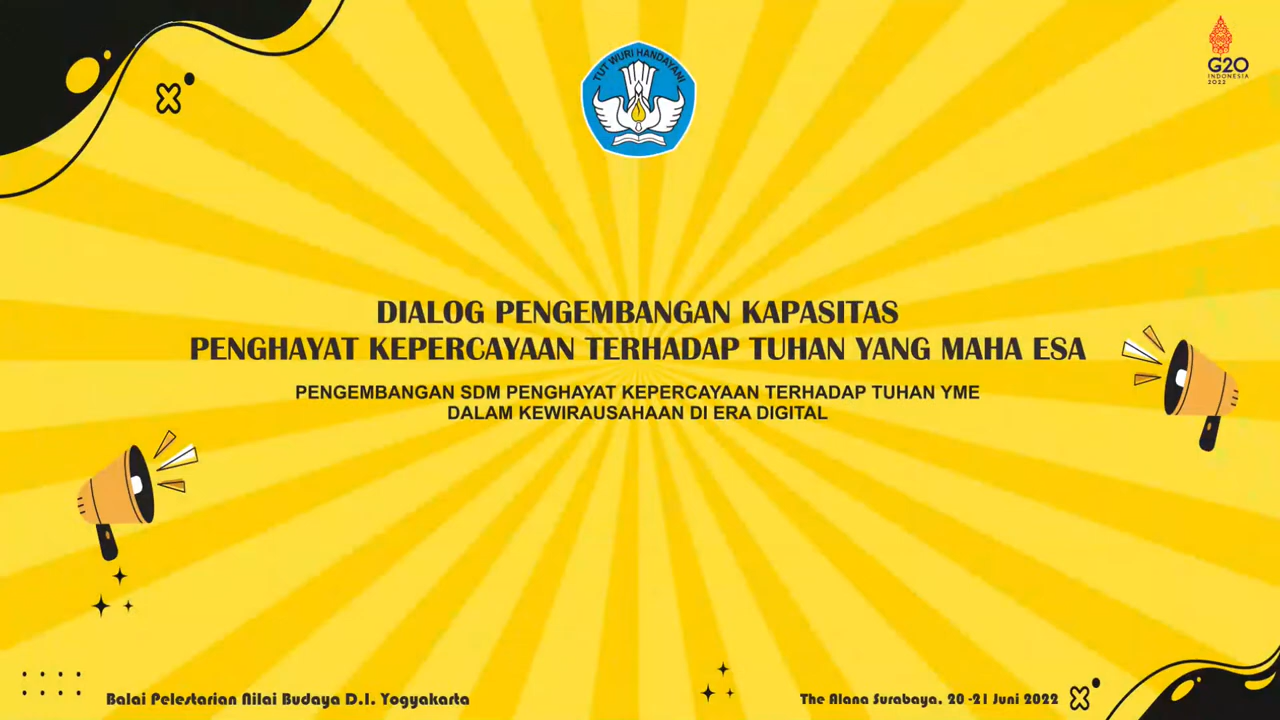 TUT WURI HANDAYANI
G20
INDONESIA
2022
DIALOG PENGEMBANGAN KAPASITAS
PENGHAYAT KEPERCAYAAN TERHADAP TUHAN YANG MAHA ESA
PENGEMBANGAN SDM PENGHAYAT KEPERCAYAAN TERHADAP TUHAN YME
DALAM KEWIRAUSAHAAN DI ERA DIGITAL
Balai Pelestarian Nilai Budaya D.I. Yogyakarta
The Alana Surabaya, 20 -21 Juni 2022